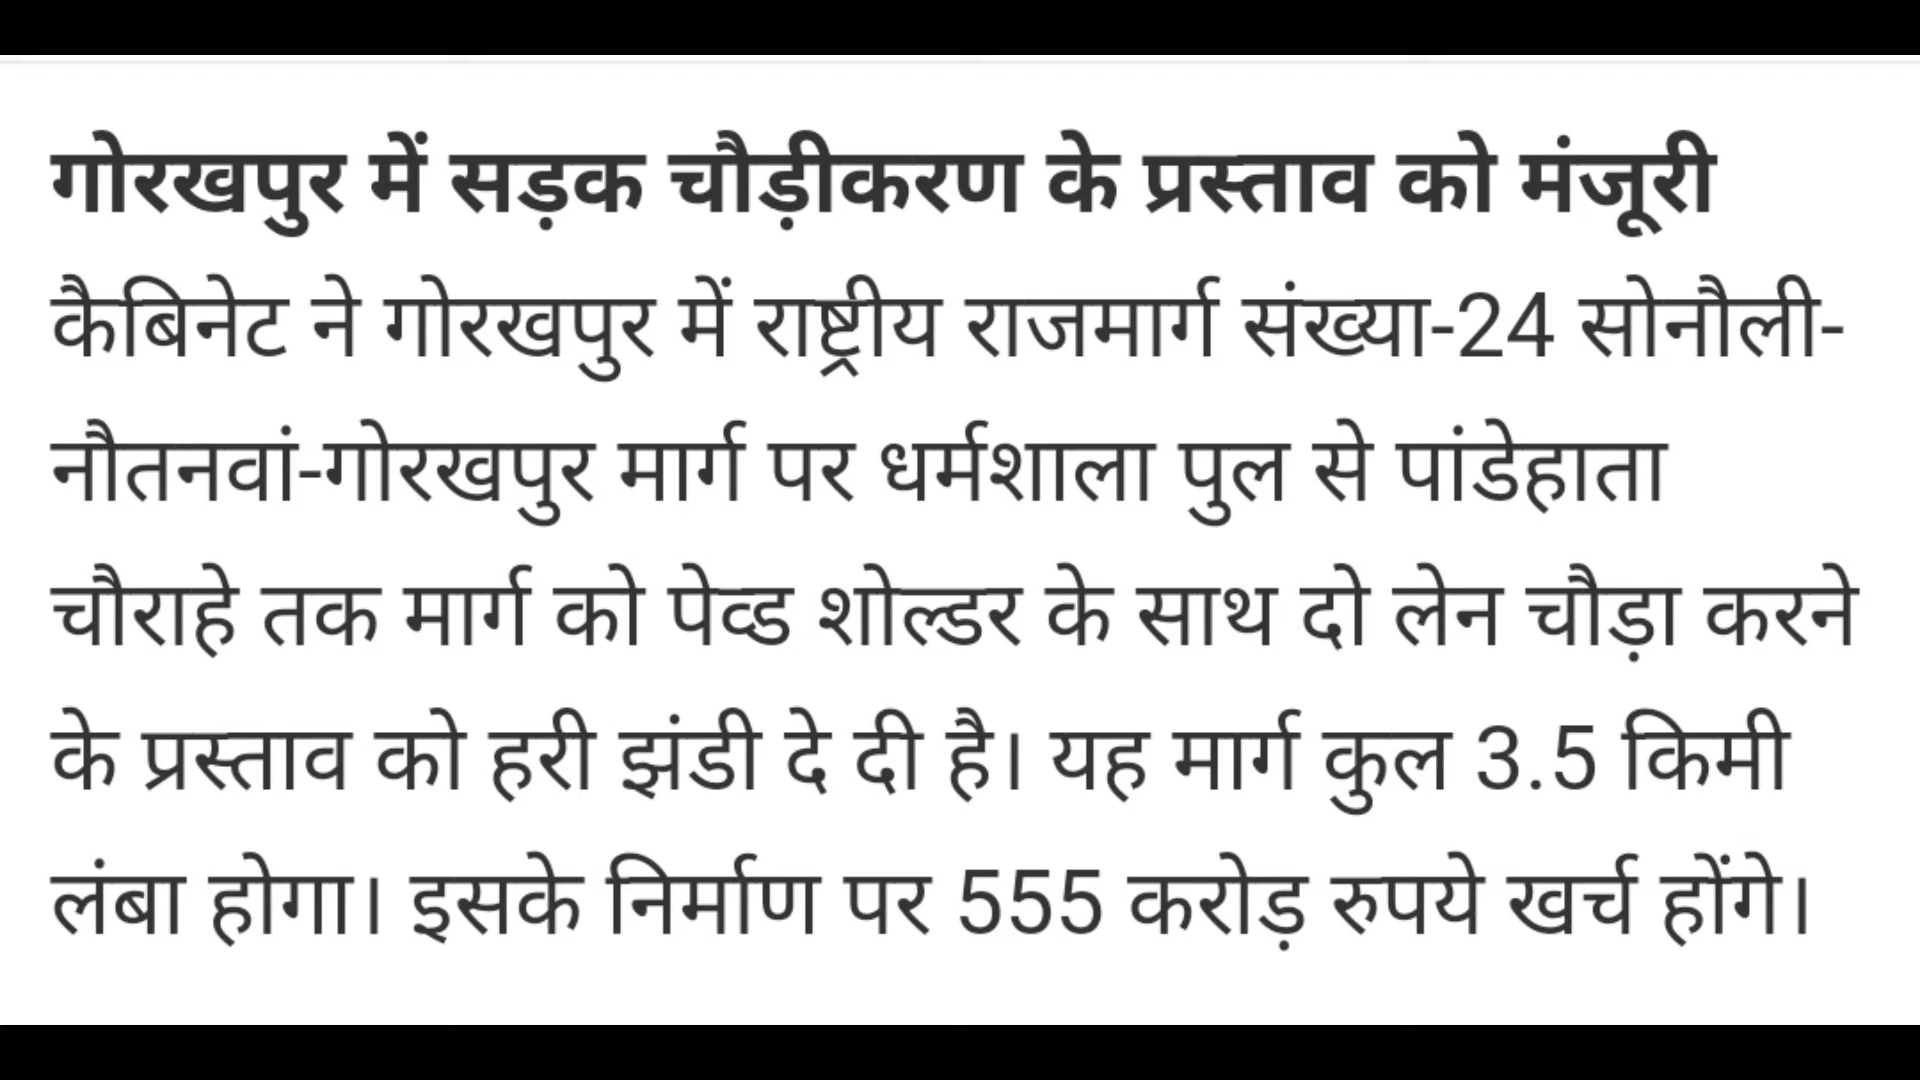 गोरखपुर में सड़क चौड़ीकरण के प्रस्ताव को मंजूरी
कैबिनेट ने गोरखपुर में राष्ट्रीय राजमार्ग संख्या-24 सोनौली-
नौतनवां-गोरखपुर मार्ग पर धर्मशाला पुल से पांडेहाता
चौराहे तक मार्ग को पेव्ड शोल्डर के साथ दो लेन चौड़ा करने
के प्रस्ताव को हरी झंडी दे दी है। यह मार्ग कुल 3.5 किमी
लंबा होगा। इसके निर्माण पर 555 करोड़ रुपये खर्च होंगे।